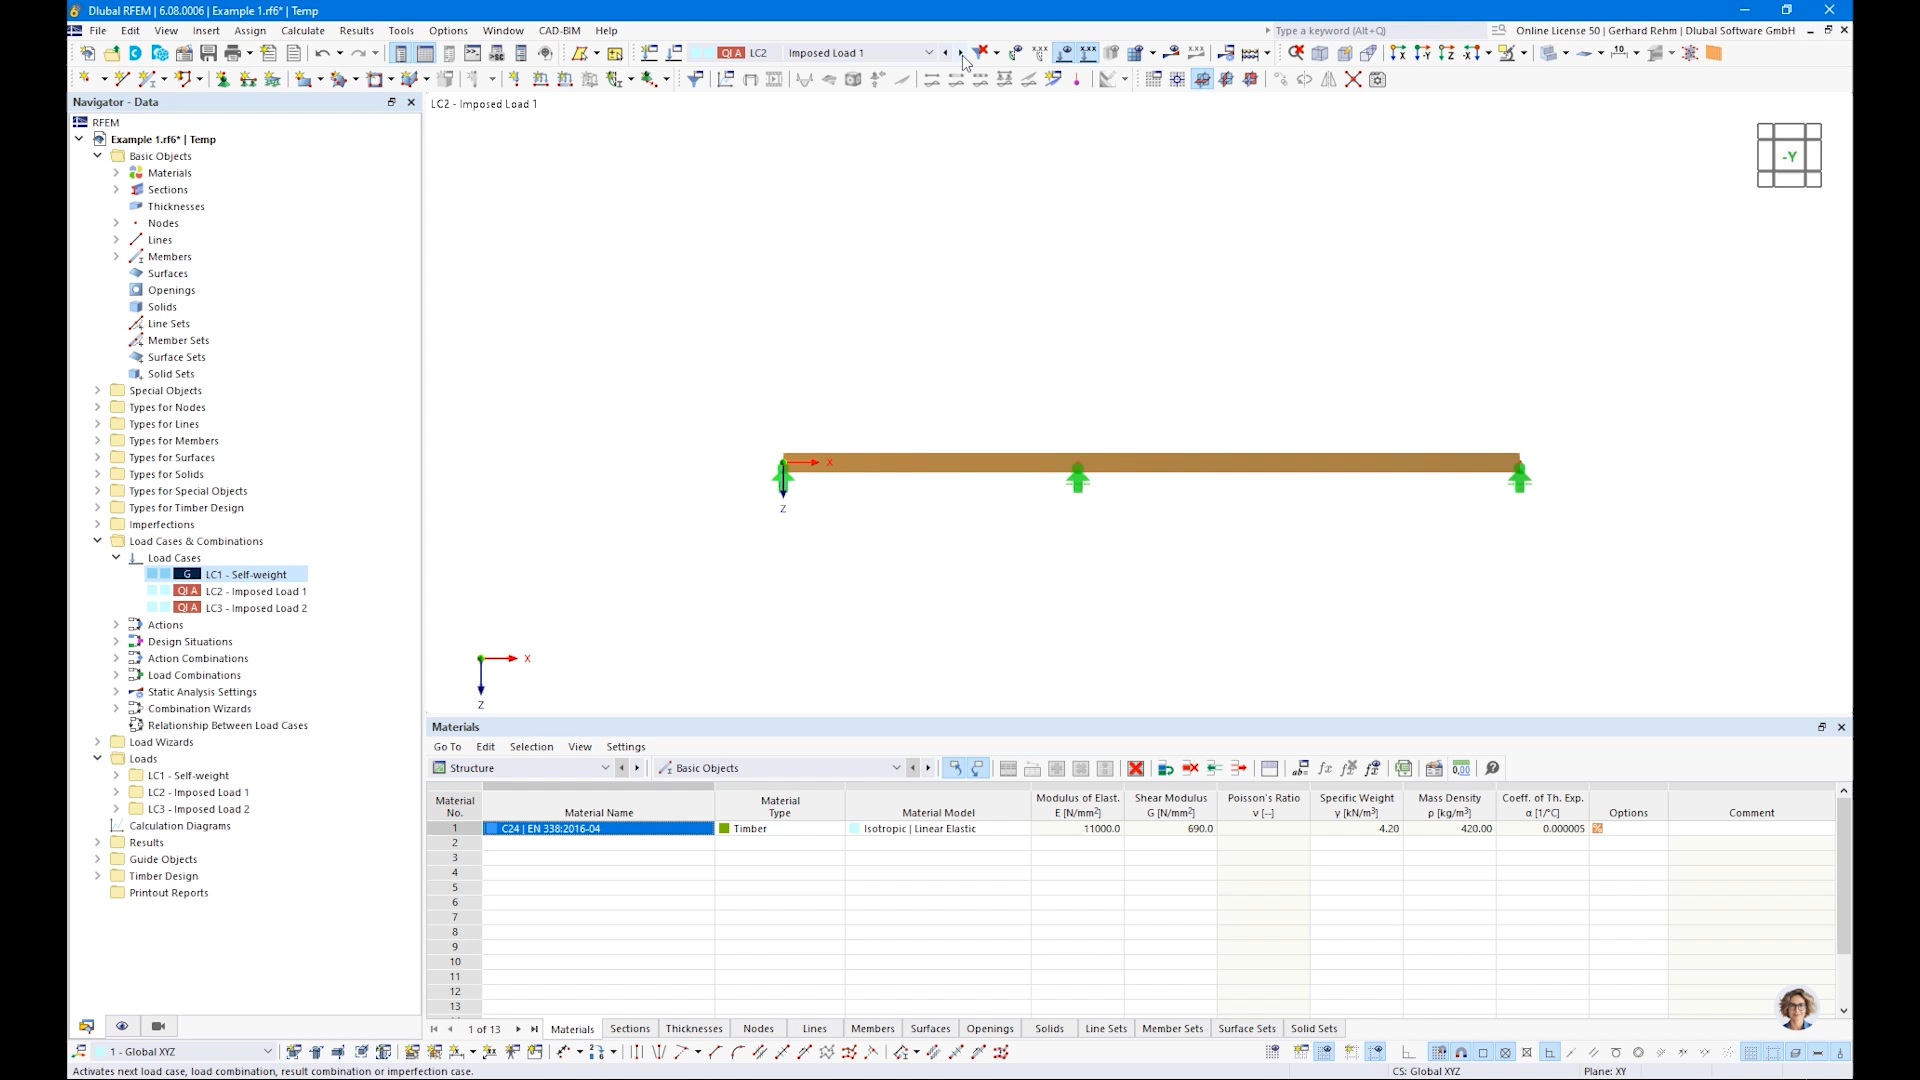 Dlubal RFEM | 6.08.0006 | Example 1.rf6* | Temp
File Edit View Insert Assign Calculate Results Tools Options Window CAD-BIM Help
Type a keyword (Alt+Q)
Online License 50 | Gerhard Rehm | Dlubal Software GmbH
QI A LC2 Imposed Load 1
Navigator - Data
RFEM
Example 1.rf6* | Temp
Basic Objects
Materials
Sections
Thicknesses
Nodes
Lines
Members
Surfaces
Openings
Solids
Line Sets
Member Sets
Surface Sets
Solid Sets
Special Objects
Types for Nodes
Types for Lines
Types for Members
Types for Surfaces
Types for Solids
Types for Special Objects
Types for Timber Design
Imperfections
Load Cases & Combinations
Load Cases
G LC1 - Self-weight
QI A LC2 - Imposed Load 1
QI A LC3 - Imposed Load 2
Actions
Design Situations
Action Combinations
Load Combinations
Static Analysis Settings
Combination Wizards
Relationship Between Load Cases
Load Wizards
Loads
LC1 - Self-weight
LC2 - Imposed Load 1
LC3 - Imposed Load 2
Calculation Diagrams
Results
Guide Objects
Timber Design
Printout Reports
LC2 - Imposed Load 1
-Y
X
Z
X
Z
Materials
Go To Edit Selection View Settings
Structure
Basic Objects
Material No.
Material Name
Material Type
Material Model
Modulus of Elast. E [N/mm²]
Shear Modulus G [N/mm²]
Poisson's Ratio ν [--]
Specific Weight γ [kN/m³]
Mass Density ρ [kg/m³]
Coeff. of Th. Exp. α [1/°C]
Options
Comment
1 C24 | EN 338:2016-04 Timber Isotropic | Linear Elastic 11000.0 690.0 4.20 420.00 0.000005
2
3
4
5
6
7
8
9
10
11
12
13
1 of 13
Materials Sections Thicknesses Nodes Lines Members Surfaces Openings Solids Line Sets Member Sets Surface Sets Solid Sets
1 - Global XYZ
Activates next load case, load combination, result combination or imperfection case.
CS: Global XYZ
Plane: XY